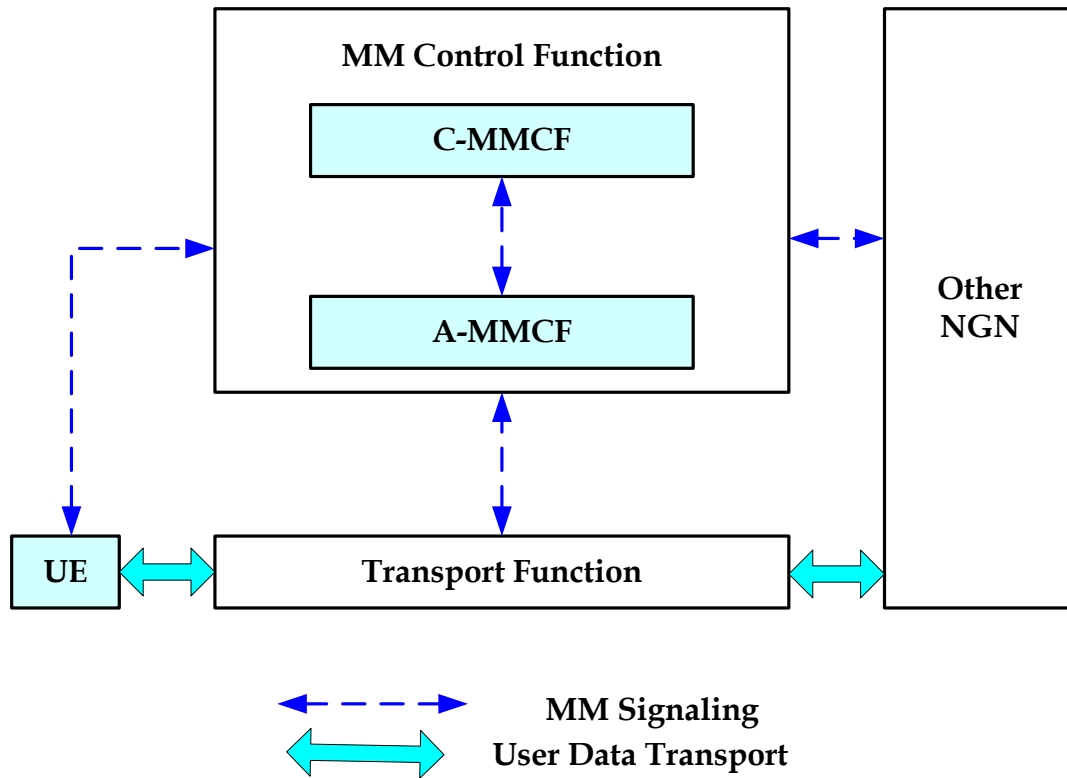 MM Control Function
C-MMCF
A-MMCF
Other
NGN
UE
Transport Function
MM Signaling
User Data Transport